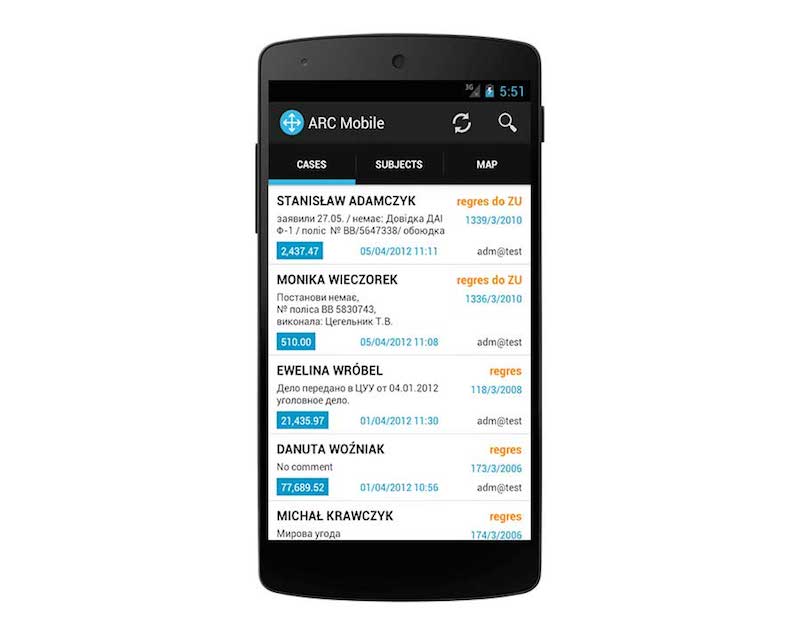 3G 5:51
ARC Mobile
CASES SUBJECTS MAP
STANISŁAW ADAMCZYK regres do ZU
заявили 27.05. / немає: Довідка ДАІ 1339/3/2010
Ф-1 / поліс № ВВ/5647338/ обоюдка
2,437.47 05/04/2012 11:11 adm@test
MONIKA WIECZOREK regres do ZU
Постанови немає, 1336/3/2010
№ поліса ВВ 5830743,
виконала: Цегельник Т.В.
510.00 05/04/2012 11:08 adm@test
EWELINA WRÓBEL regres
Дело передано в ЦУУ от 04.01.2012 118/3/2008
уголовное дело.
21,435.97 01/04/2012 11:30 adm@test
DANUTA WOŹNIAK regres
No comment 173/3/2006
77,689.52 01/04/2012 10:56 adm@test
MICHAŁ KRAWCZYK regres
Мирова угода 174/3/2006